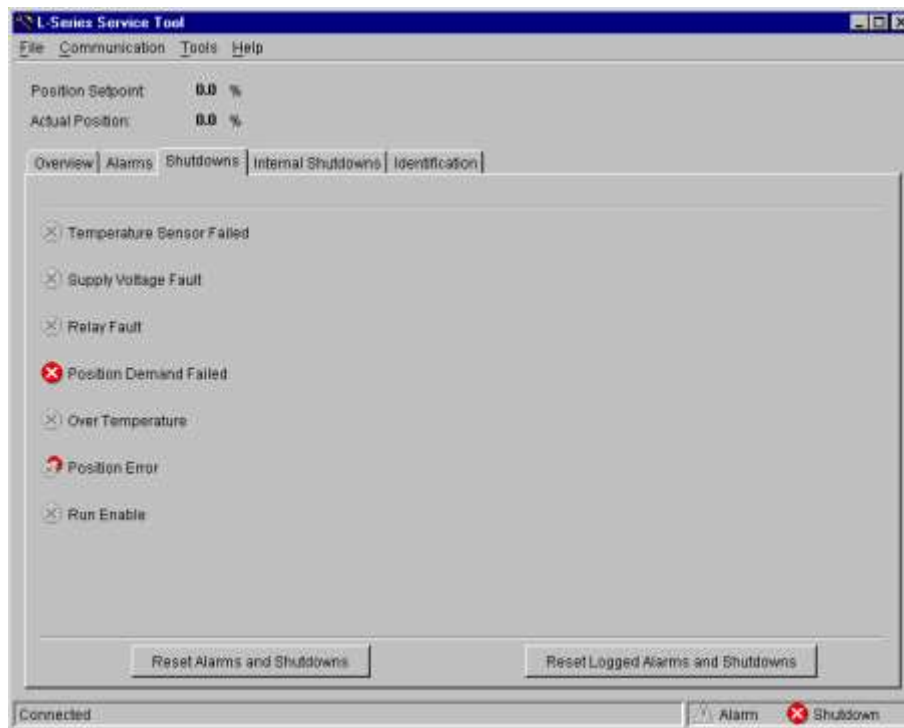 L-Series Service Tool
File Communication Tools Help
Position Setpoint: 0.0 %
Actual Position: 0.0 %
Overview Alarms Shutdowns Internal Shutdowns Identification
Temperature Sensor Failed
Supply Voltage Fault
Relay Fault
Position Demand Failed
Over Temperature
Position Error
Run Enable
Reset Alarms and Shutdowns Reset Logged Alarms and Shutdowns
Connected Alarm Shutdown